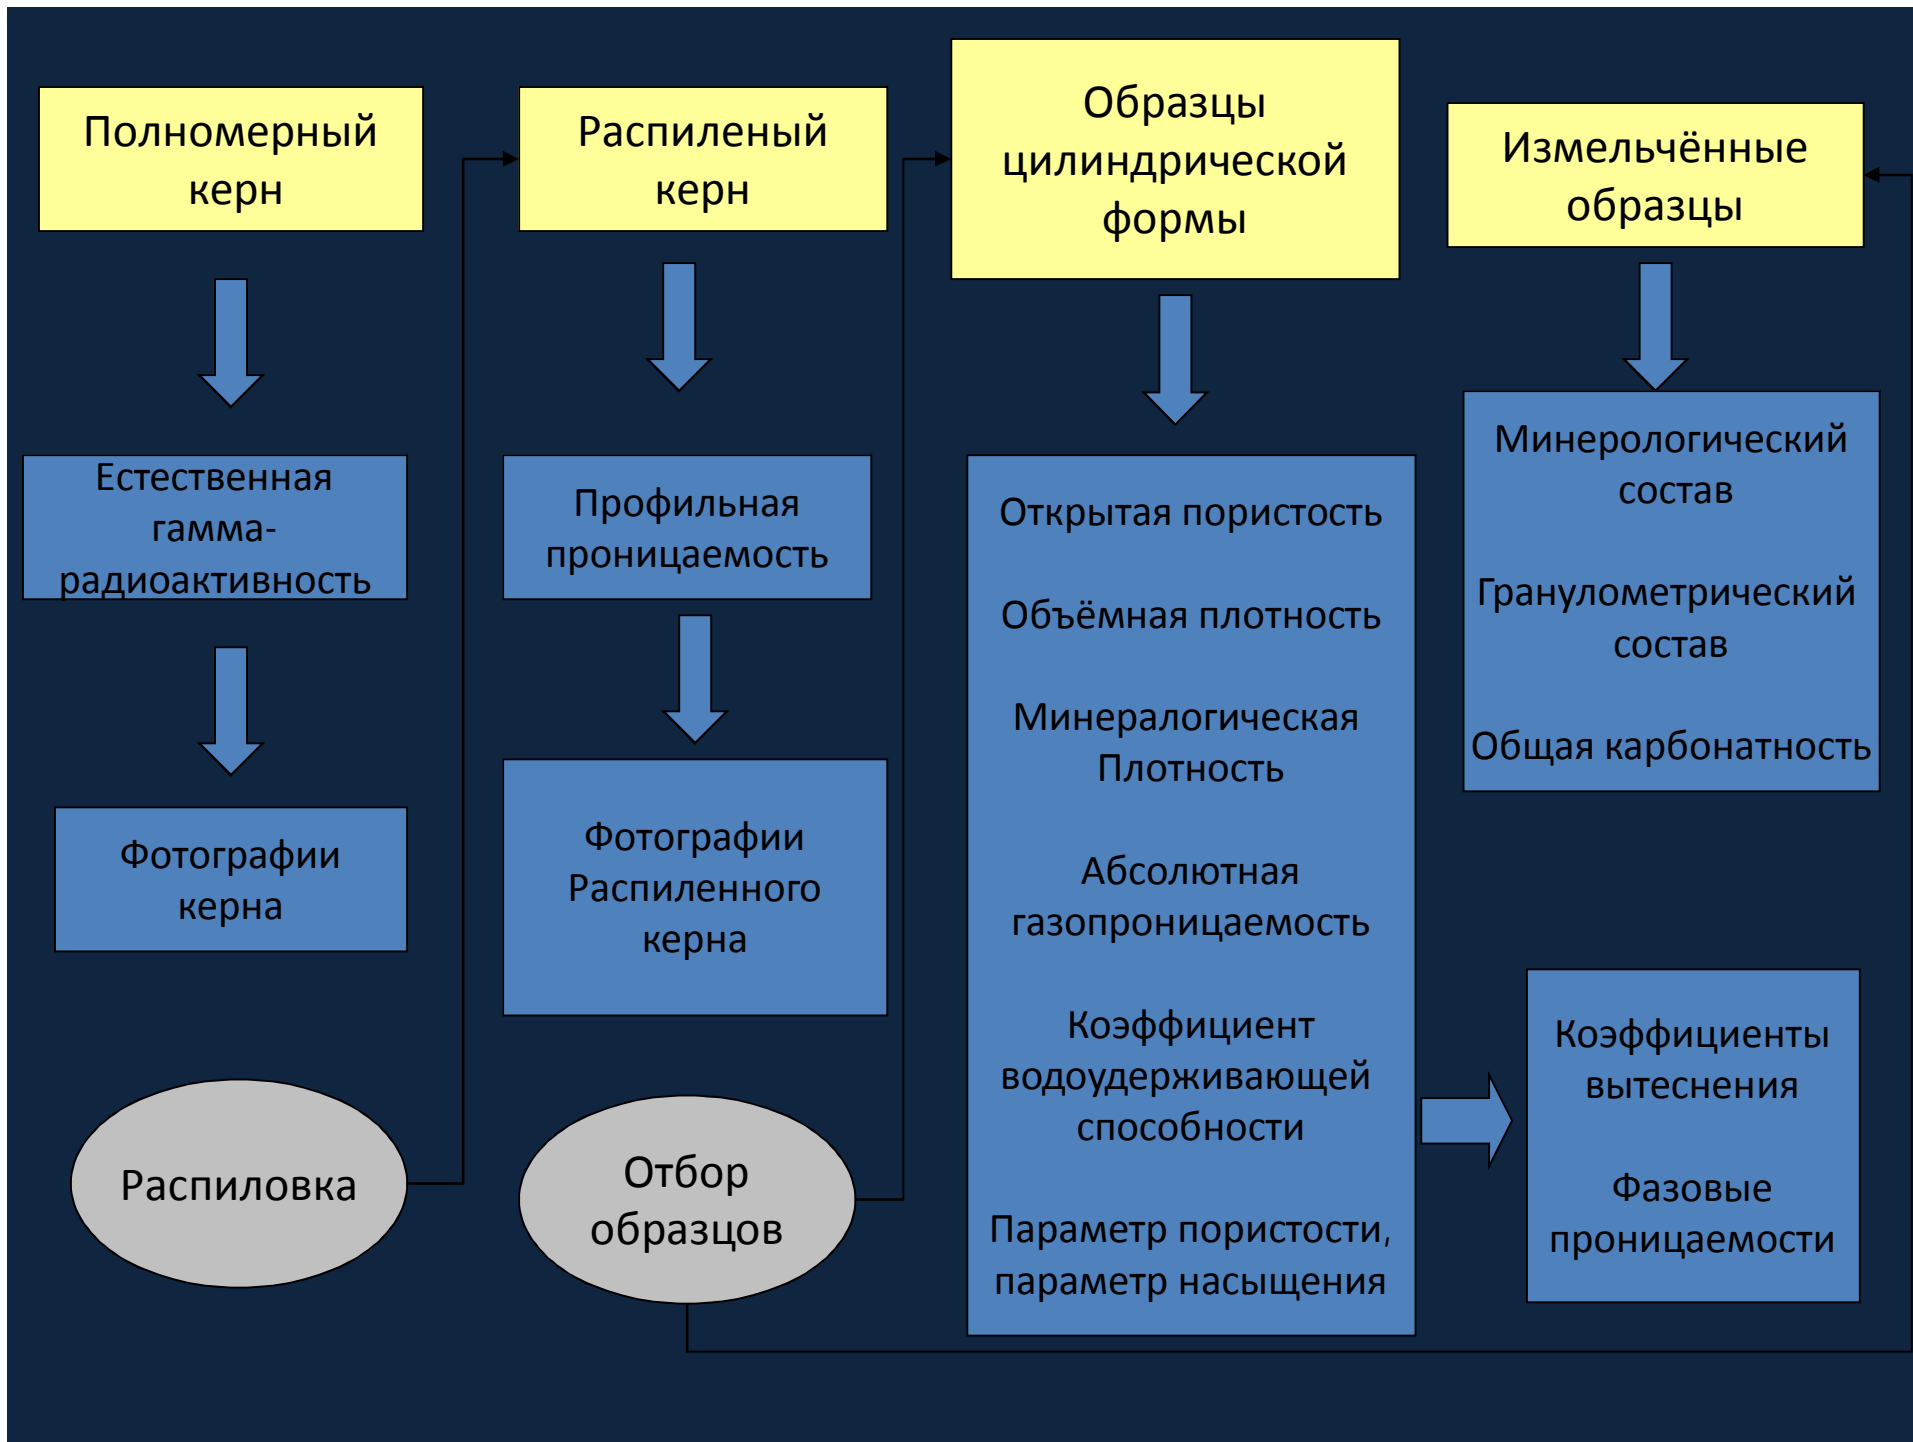 Полномерный
керн
Естественная
гамма-
радиоактивность
Фотографии
керна
Распиловка
Распиленый
керн
Профильная
проницаемость
Фотографии
Распиленного
керна
Отбор
образцов
Образцы
цилиндрической
формы
Открытая пористость
Объёмная плотность
Минералогическая
Плотность
Абсолютная
газопроницаемость
Коэффициент
водоудерживающей
способности
Параметр пористости,
параметр насыщения
Измельчённые
образцы
Минерологический
состав
Гранулометрический
состав
Общая карбонатность
Коэффициенты
вытеснения
Фазовые
проницаемости